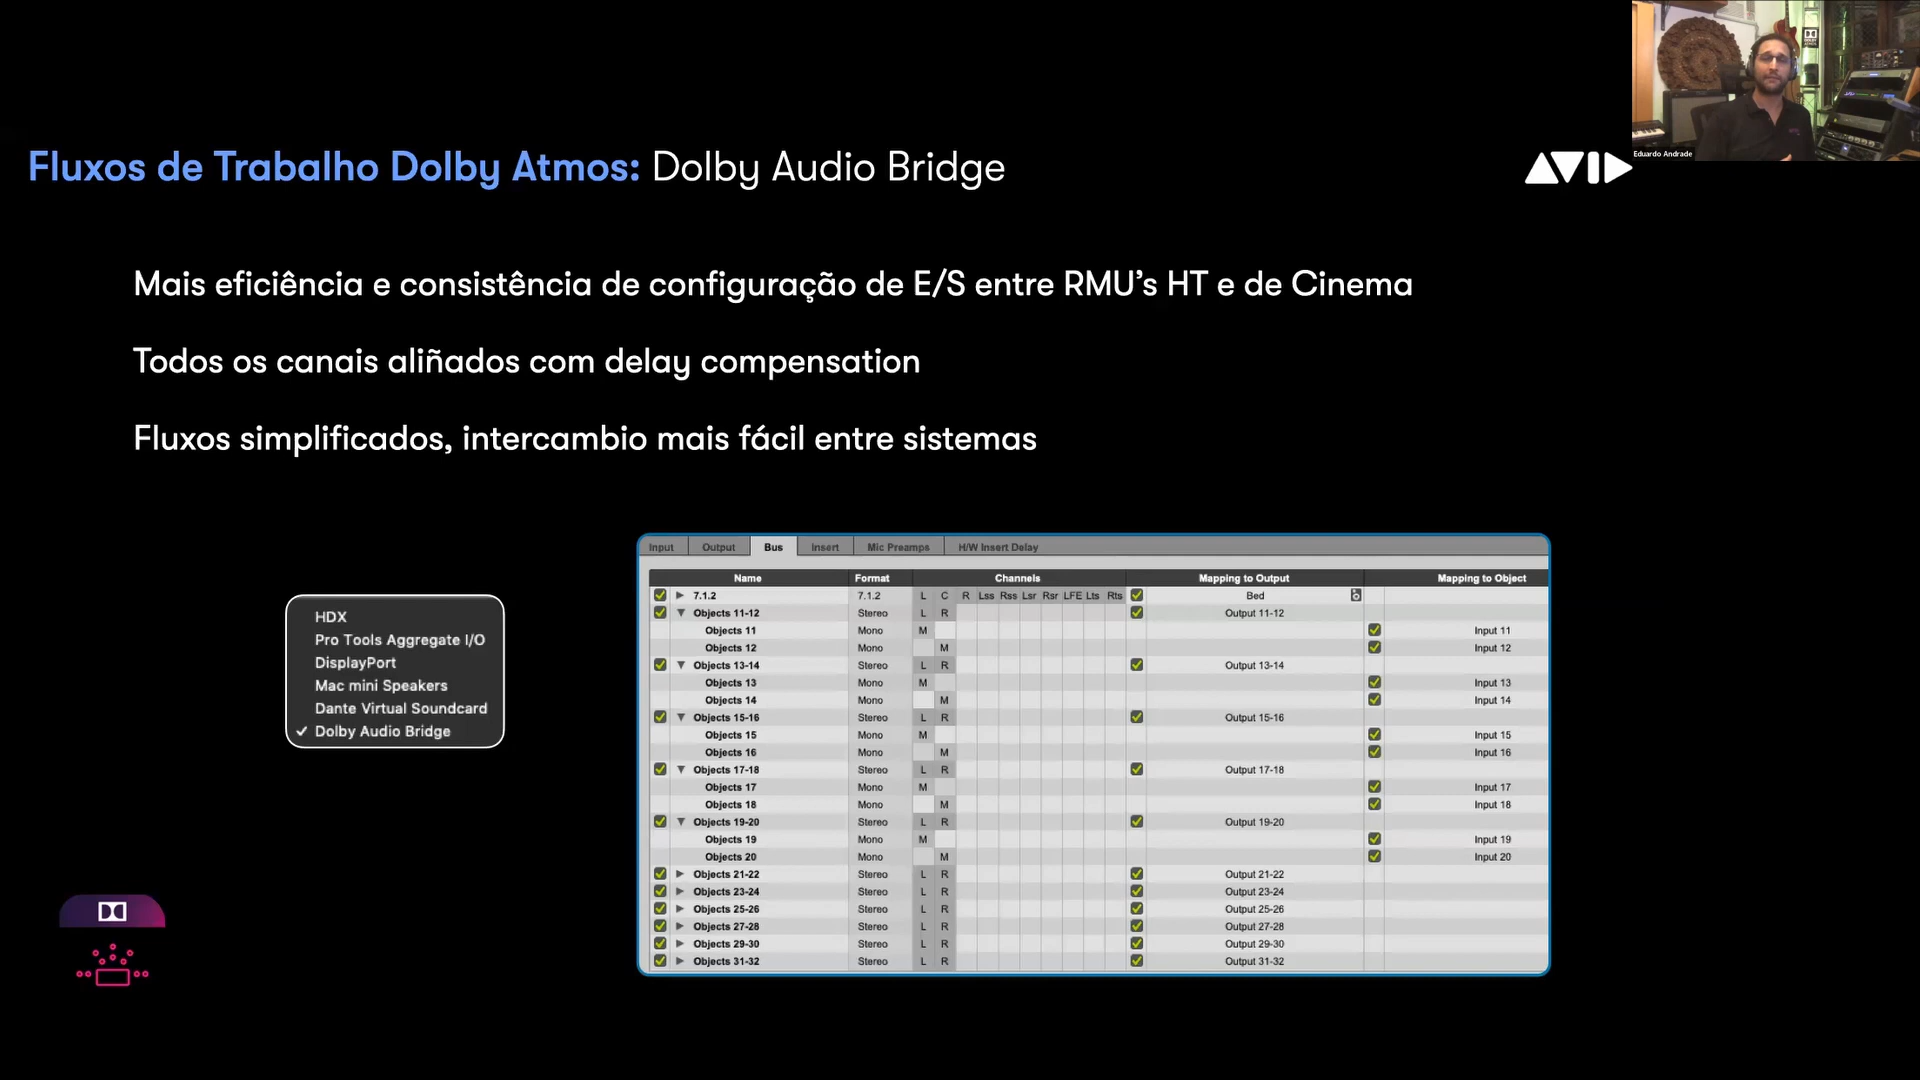 Fluxos de Trabalho Dolby Atmos: Dolby Audio Bridge
AVID
Eduardo Andrade
Mais eficiência e consistência de configuração de E/S entre RMU's HT e de Cinema
Todos os canais aliñados com delay compensation
Fluxos simplificados, intercambio mais fácil entre sistemas
HDX
Pro Tools Aggregate I/O
DisplayPort
Mac mini Speakers
Dante Virtual Soundcard
✓ Dolby Audio Bridge
Input Output Bus Insert Mic Preamps H/W Insert Delay
Name Format Channels Mapping to Output Mapping to Object
7.1.2 7.1.2 L C R Lss Rss Lsr Rsr LFE Lts Rts Bed
Objects 11-12 Stereo L R Output 11-12
Objects 11 Mono M Input 11
Objects 12 Mono M Input 12
Objects 13-14 Stereo L R Output 13-14
Objects 13 Mono M Input 13
Objects 14 Mono M Input 14
Objects 15-16 Stereo L R Output 15-16
Objects 15 Mono M Input 15
Objects 16 Mono M Input 16
Objects 17-18 Stereo L R Output 17-18
Objects 17 Mono M Input 17
Objects 18 Mono M Input 18
Objects 19-20 Stereo L R Output 19-20
Objects 19 Mono M Input 19
Objects 20 Mono M Input 20
Objects 21-22 Stereo L R Output 21-22
Objects 23-24 Stereo L R Output 23-24
Objects 25-26 Stereo L R Output 25-26
Objects 27-28 Stereo L R Output 27-28
Objects 29-30 Stereo L R Output 29-30
Objects 31-32 Stereo L R Output 31-32